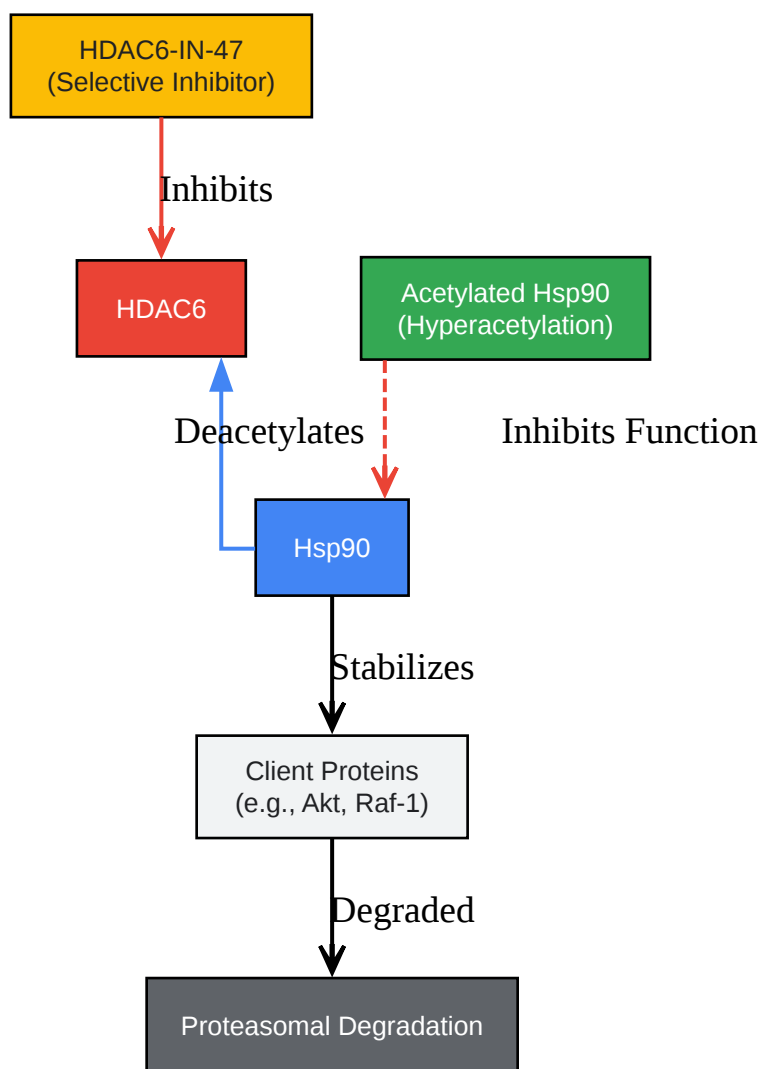 HDAC6-IN-47
(Selective Inhibitor)
Inhibits
HDAC6
Acetylated Hsp90
(Hyperacetylation)
Deacetylates
Inhibits Function
Hsp90
Stabilizes
Client Proteins
(e.g., Akt, Raf-1)
Degraded
Proteasomal Degradation